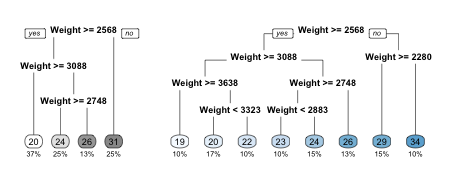 yes Weight >= 2568 no
Weight >= 3088
Weight >= 2748
20 24 26 31
37% 25% 13% 25%
yes Weight >= 2568 no
Weight >= 3088 Weight >= 2280
Weight >= 3638 Weight >= 2748
Weight < 3323 Weight < 2883
19 20 22 23 24 26 29 34
10% 17% 10% 10% 15% 13% 15% 10%